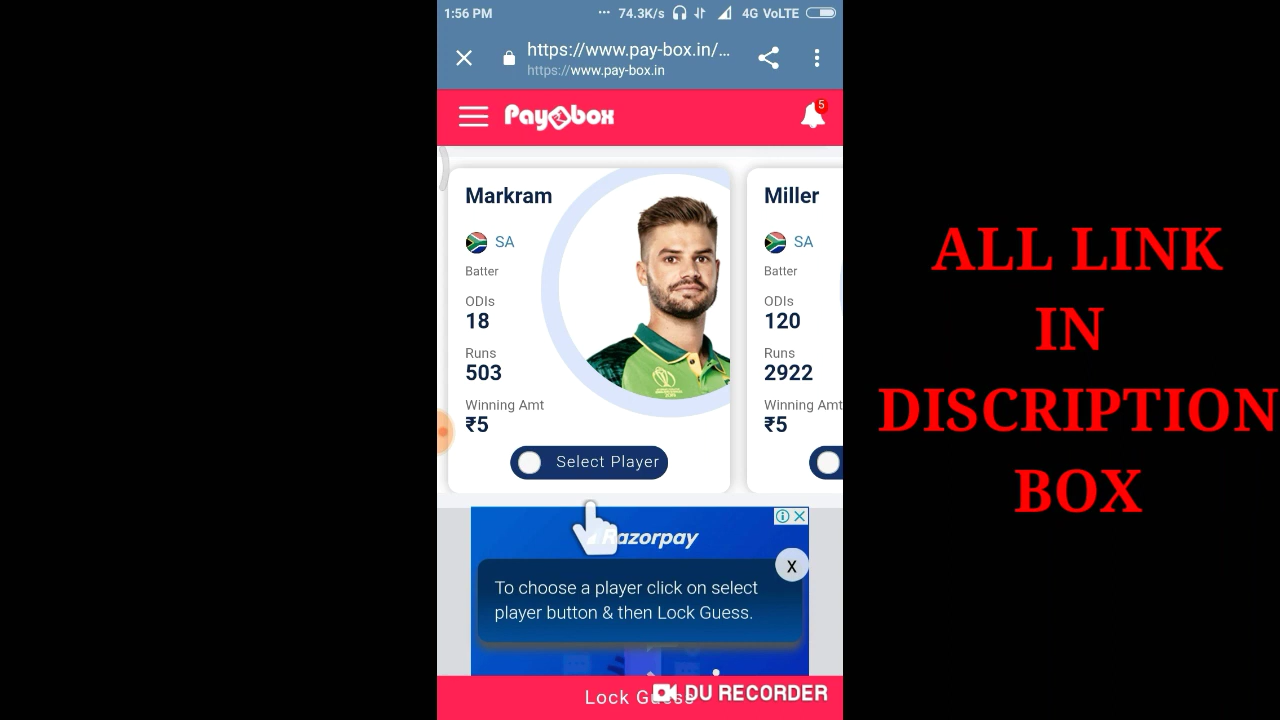 1:56 PM
74.3K/s
4G VoLTE
https://www.pay-box.in/...
https://www.pay-box.in
Pay box
5
Markram
SA
Batter
ODIs
18
Runs
503
Winning Amt
₹5
Select Player
Miller
SA
Batter
ODIs
120
Runs
2922
Winning Amt
₹5
Razorpay
X
To choose a player click on select
player button & then Lock Guess.
Lock Guess
DU RECORDER
ALL LINK
IN
DISCRIPTION
BOX